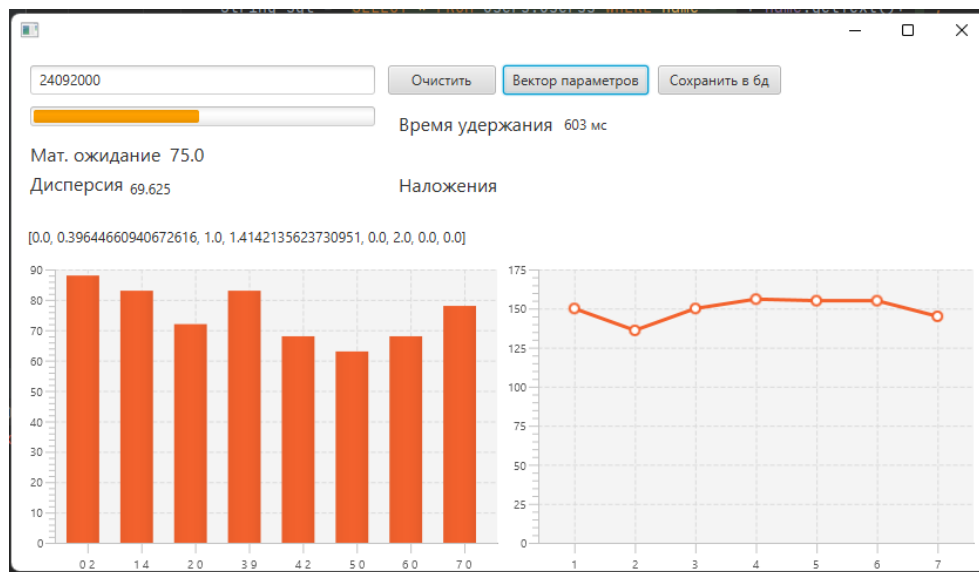 24092000 Очистить Вектор параметров Сохранить в бд
Время удержания 603 мс
Мат. ожидание 75.0
Дисперсия 69.625 Наложения
[0.0, 0.39644660940672616, 1.0, 1.4142135623730951, 0.0, 2.0, 0.0, 0.0]
90
80
70
60
50
40
30
20
10
0
0 2 1 4 2 0 3 9 4 2 5 0 6 0 7 0
175
150
125
100
75
50
25
0
1 2 3 4 5 6 7